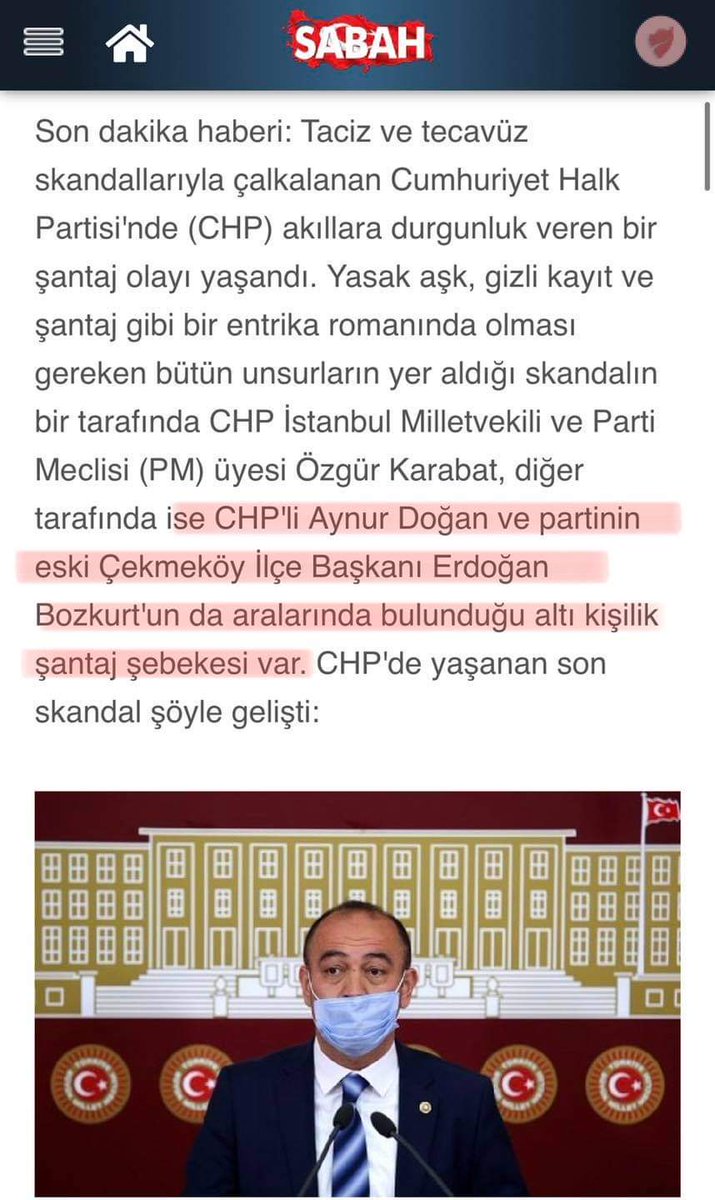 SABAH
Son dakika haberi: Taciz ve tecavüz
skandallarıyla çalkalanan Cumhuriyet Halk
Partisi'nde (CHP) akıllara durgunluk veren bir
şantaj olayı yaşandı. Yasak aşk, gizli kayıt ve
şantaj gibi bir entrika romanında olması
gereken bütün unsurların yer aldığı skandalın
bir tarafında CHP İstanbul Milletvekili ve Parti
Meclisi (PM) üyesi Özgür Karabat, diğer
tarafında ise CHP'li Aynur Doğan ve partinin
eski Çekmeköy İlçe Başkanı Erdoğan
Bozkurt'un da aralarında bulunduğu altı kişilik
şantaj şebekesi var. CHP'de yaşanan son
skandal şöyle gelişti: